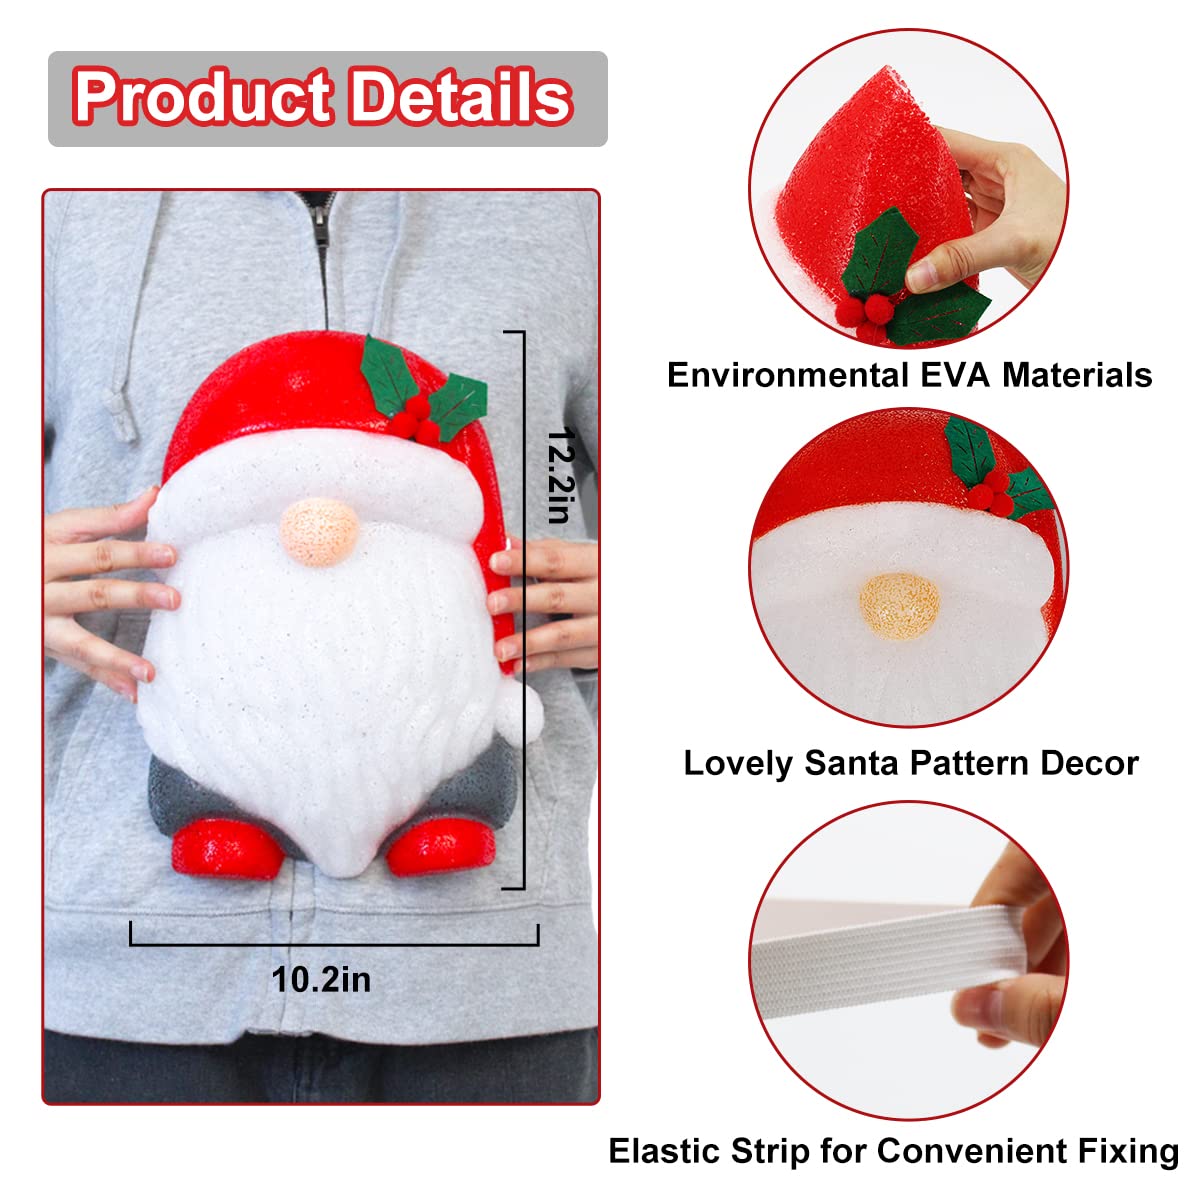 Product Details
12.2in
10.2in
Environmental EVA Materials
Lovely Santa Pattern Decor
Elastic Strip for Convenient Fixing